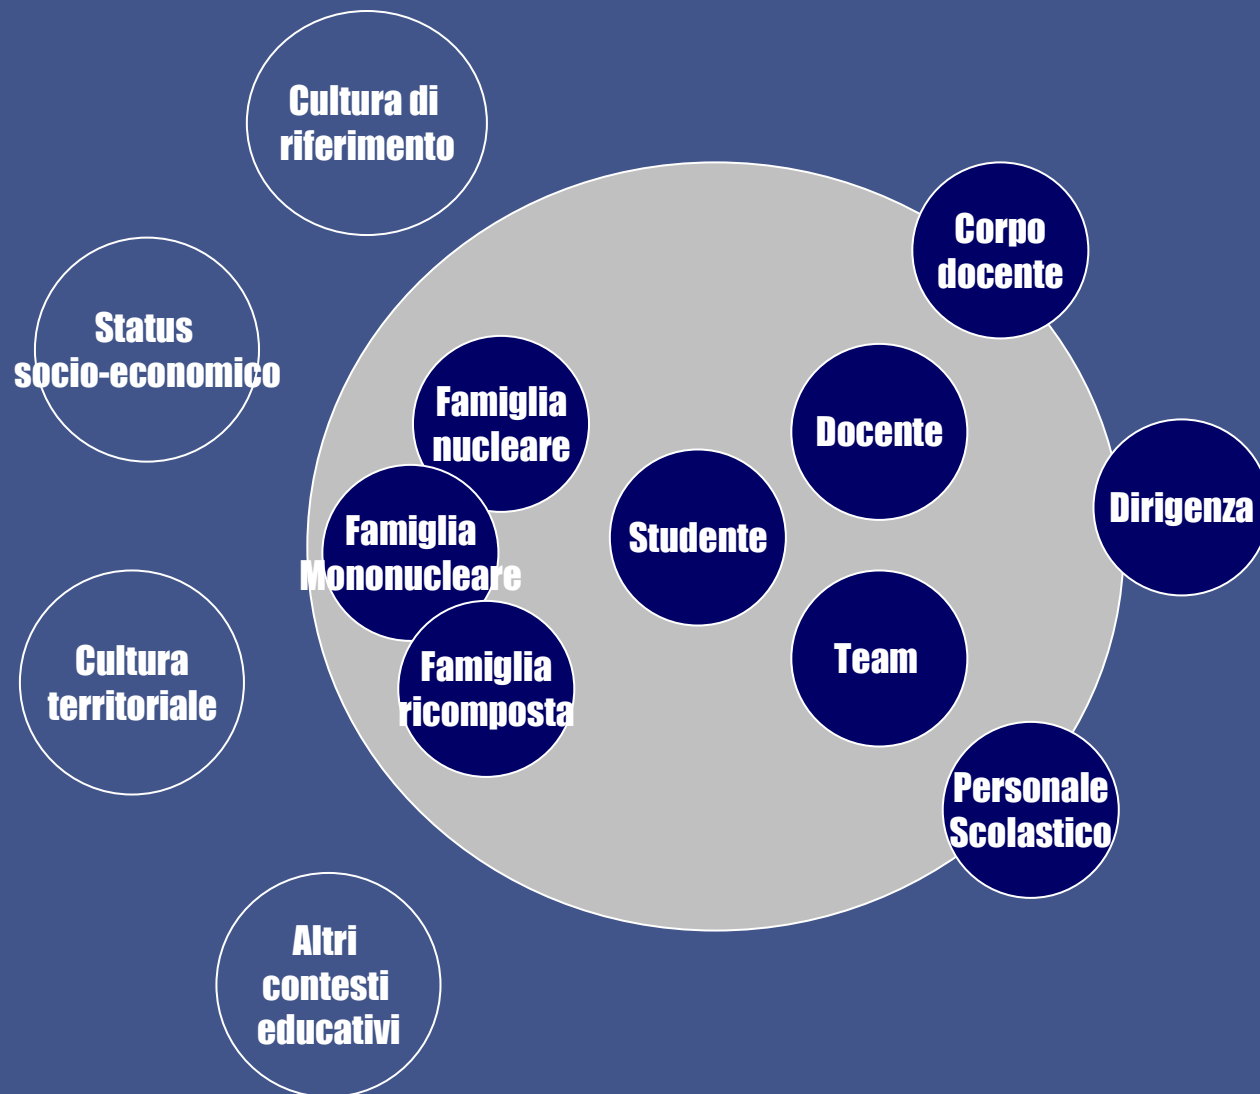 Cultura di
riferimento
Corpo
docente
Status
socio-economico
Famiglia
nucleare
Docente
Dirigenza
Famiglia
Mononucleare
Studente
Cultura
territoriale
Famiglia
ricomposta
Team
Personale
Scolastico
Altri
contesti
educativi